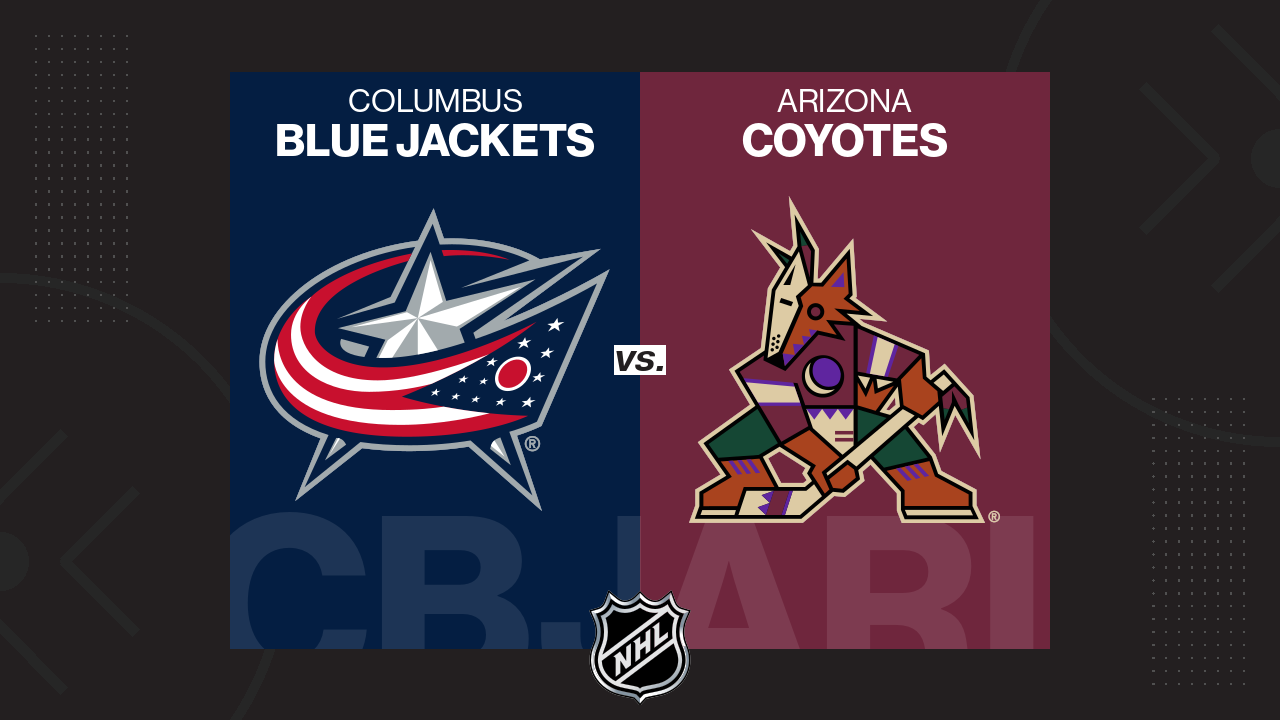 COLUMBUS
BLUE JACKETS
ARIZONA
COYOTES
vs.
®
®
CBJ
ARI
NHL